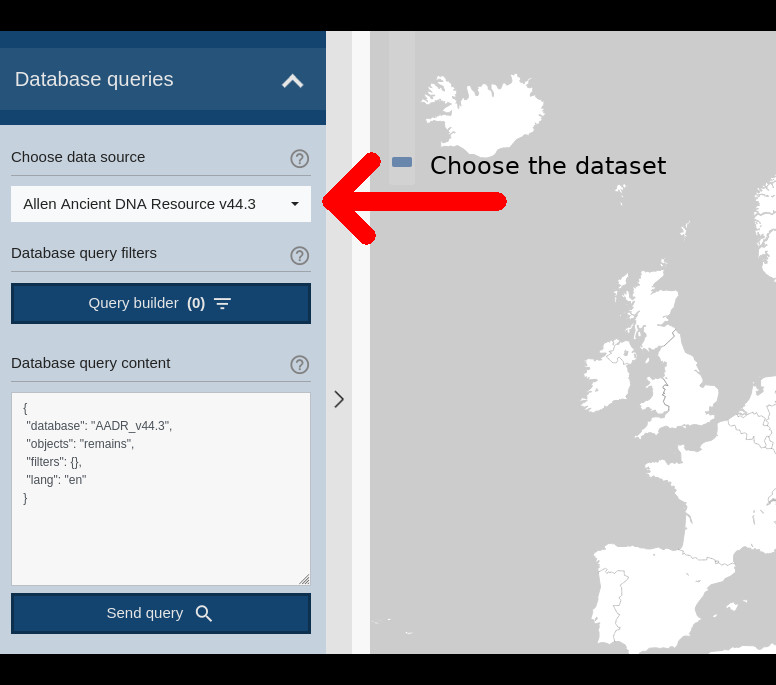 Database queries
Choose data source
Choose the dataset
Allen Ancient DNA Resource v44.3
Database query filters
Query builder (0)
Database query content
{
"database": "AADR_v44.3",
"objects": "remains",
"filters": {},
"lang": "en"
}
Send query